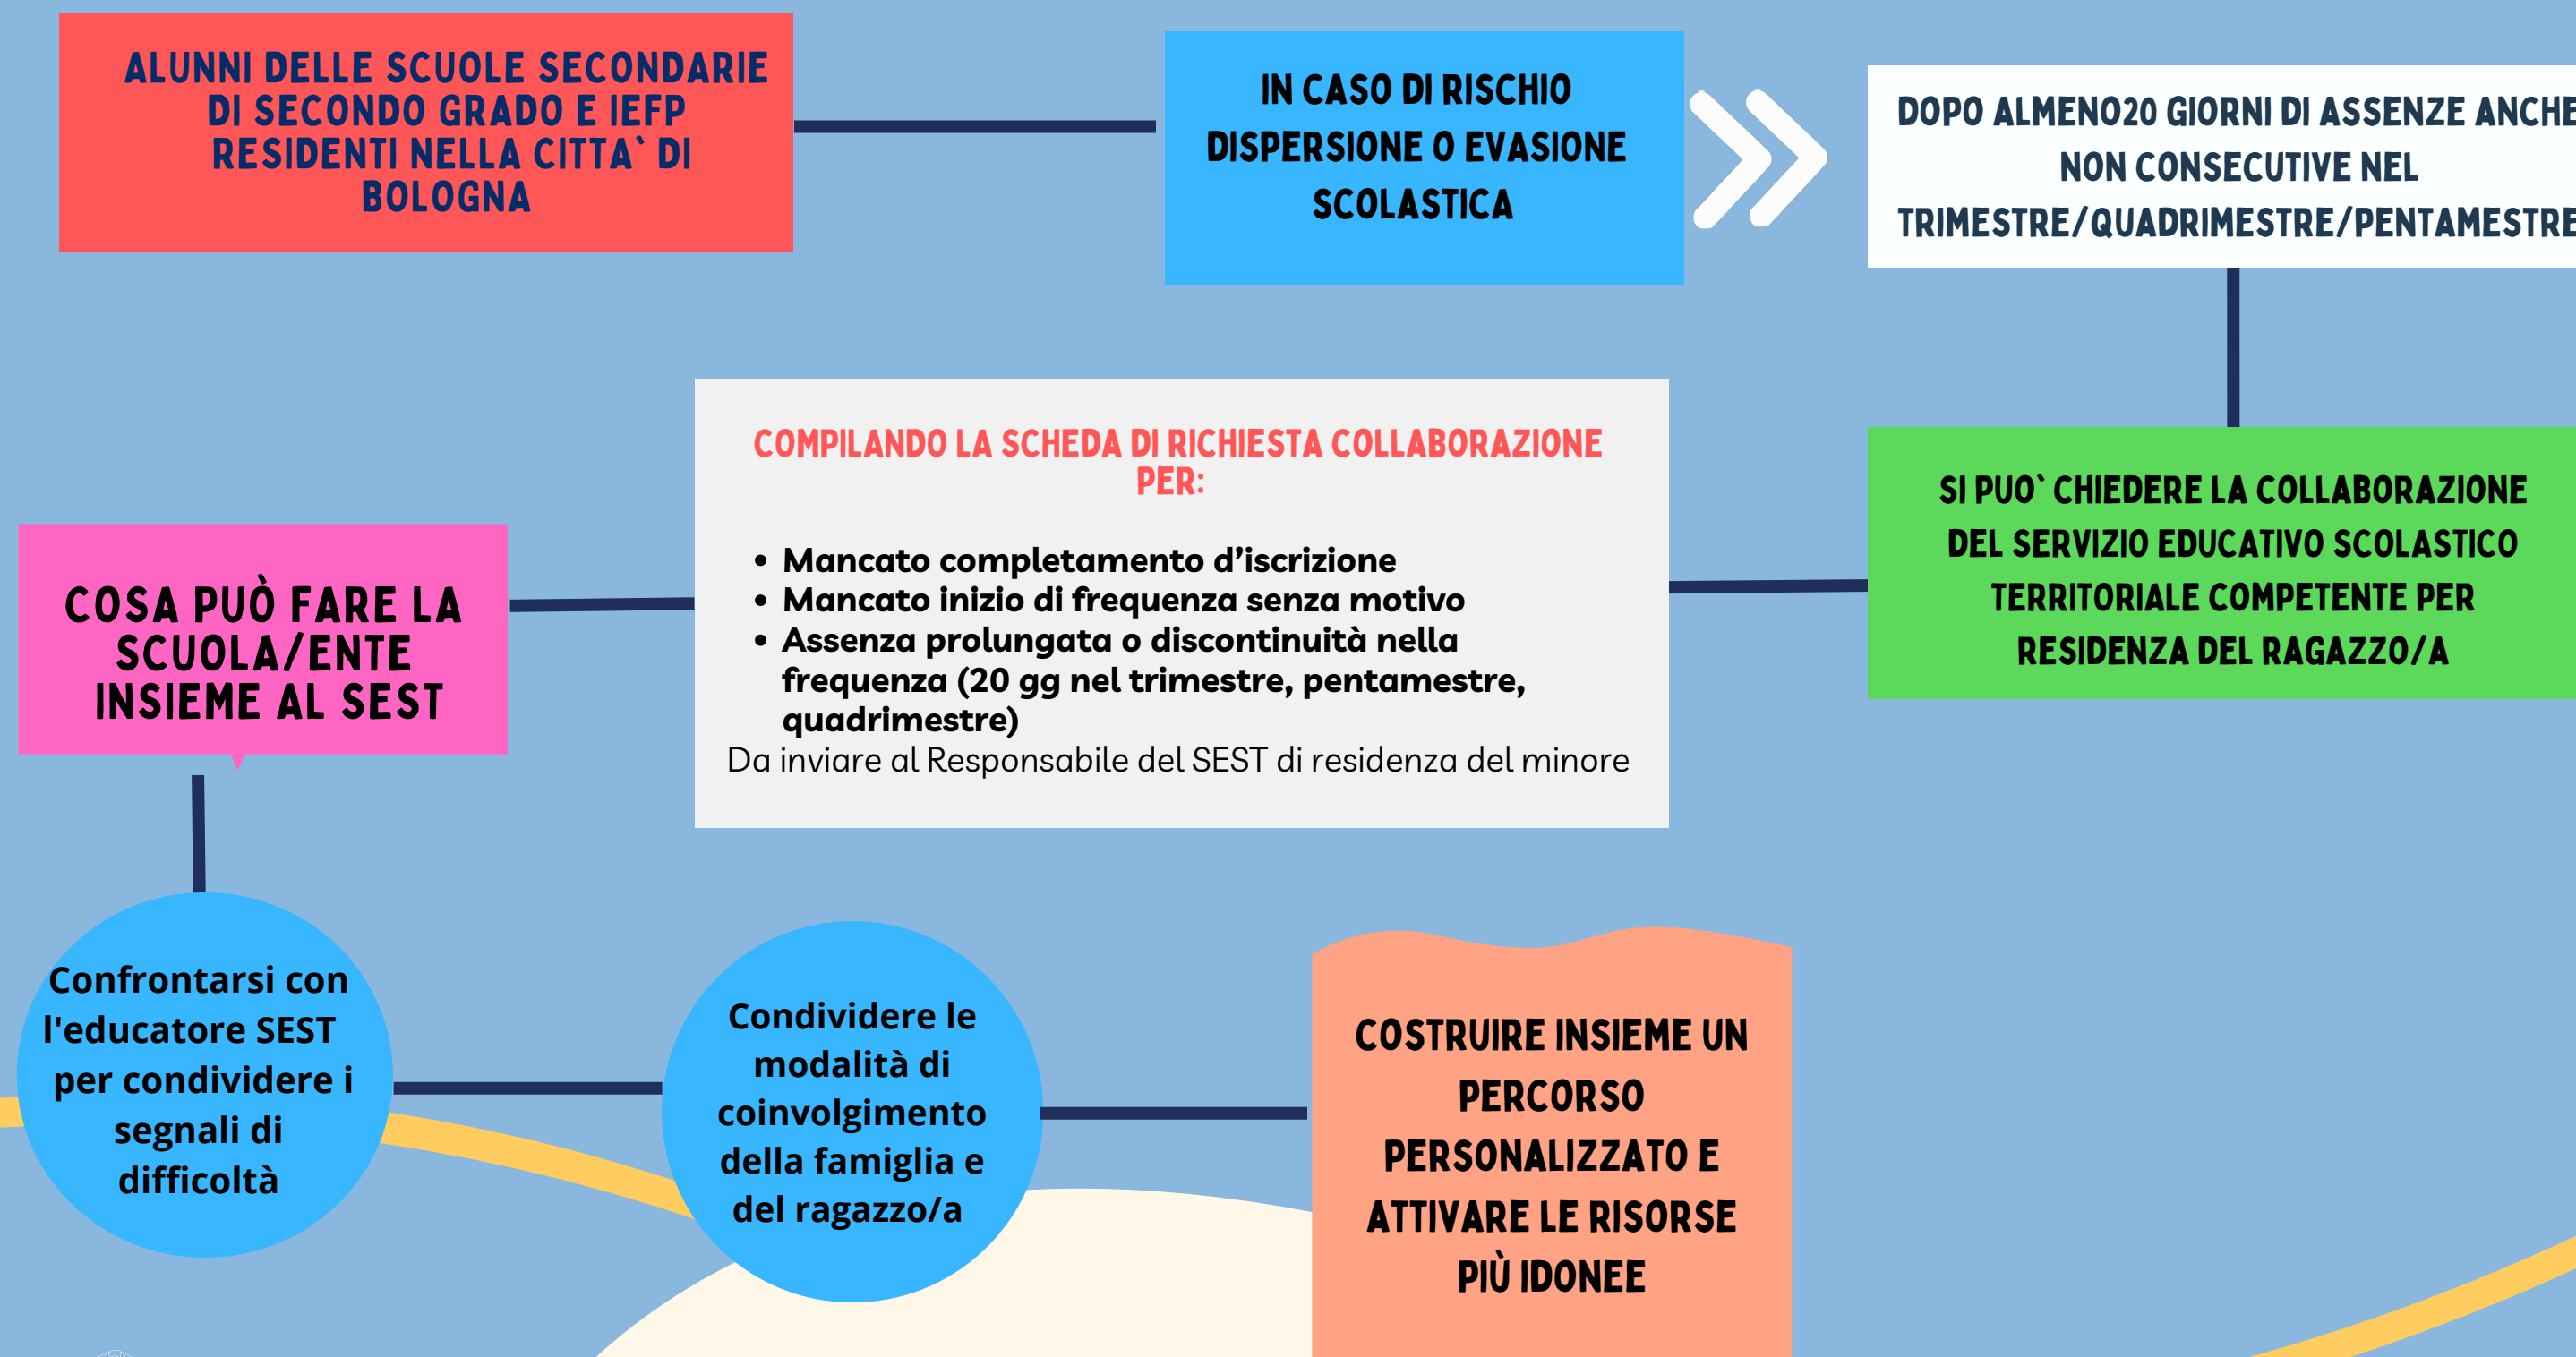 ALUNNI DELLE SCUOLE SECONDARIE
DI SECONDO GRADO E IEFP
RESIDENTI NELLA CITTA` DI
BOLOGNA
IN CASO DI RISCHIO
DISPERSIONE O EVASIONE
SCOLASTICA
DOPO ALMENO20 GIORNI DI ASSENZE ANCHE
NON CONSECUTIVE NEL
TRIMESTRE/QUADRIMESTRE/PENTAMESTRE
SI PUO` CHIEDERE LA COLLABORAZIONE
DEL SERVIZIO EDUCATIVO SCOLASTICO
TERRITORIALE COMPETENTE PER
RESIDENZA DEL RAGAZZO/A
COMPILANDO LA SCHEDA DI RICHIESTA COLLABORAZIONE
PER:
• Mancato completamento d’iscrizione
• Mancato inizio di frequenza senza motivo
• Assenza prolungata o discontinuità nella
frequenza (20 gg nel trimestre, pentamestre,
quadrimestre)
Da inviare al Responsabile del SEST di residenza del minore
COSA PUÒ FARE LA
SCUOLA/ENTE
INSIEME AL SEST
Confrontarsi con
l'educatore SEST
per condividere i
segnali di
difficoltà
Condividere le
modalità di
coinvolgimento
della famiglia e
del ragazzo/a
COSTRUIRE INSIEME UN
PERCORSO
PERSONALIZZATO E
ATTIVARE LE RISORSE
PIÙ IDONEE